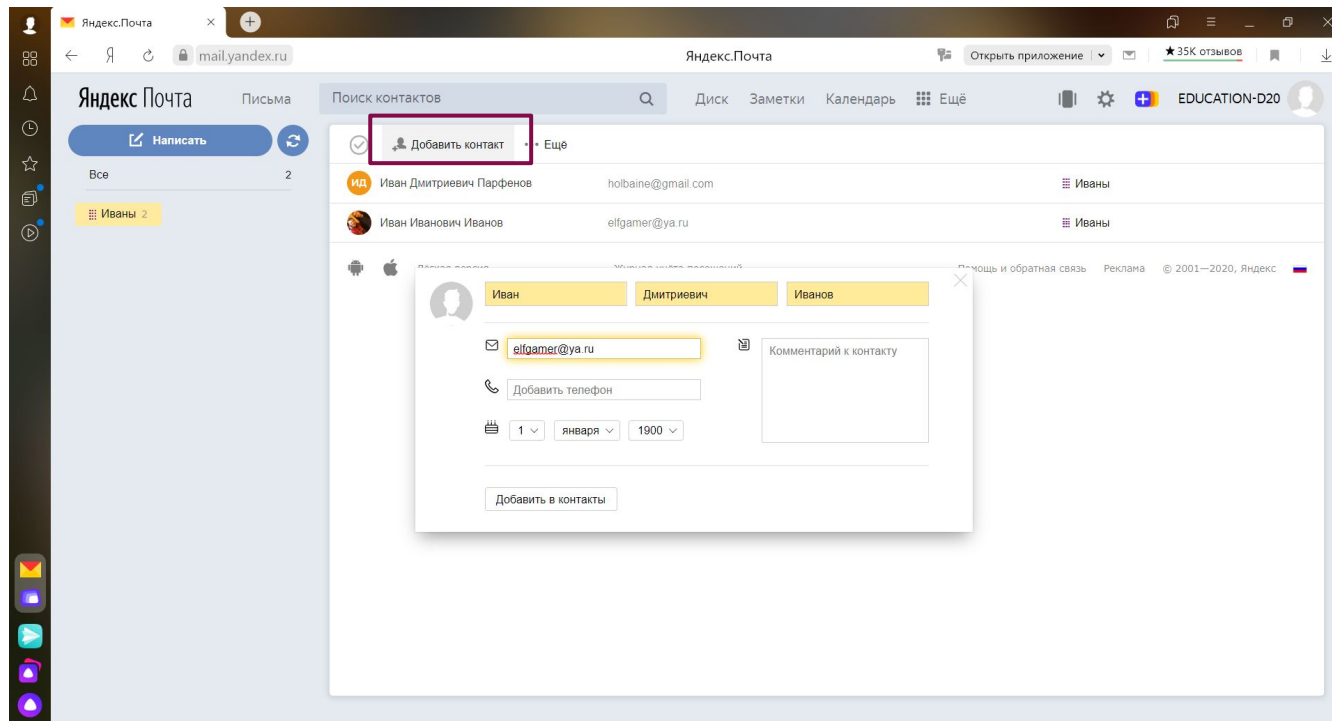 Яндекс.Почта
mail.yandex.ru
Яндекс.Почта
Открыть приложение
★35K отзывов
Яндекс Почта
Письма
Поиск контактов
Диск
Заметки
Календарь
Ещё
EDUCATION-D20
Написать
Добавить контакт
Ещё
Все 2
Иван Дмитриевич Парфенов
holbaine@gmail.com
Иваны
Иваны 2
Иван Иванович Иванов
elfgamer@ya.ru
Иваны
ИД
Помощь и обратная связь
Реклама
© 2001—2020, Яндекс
Иван
Дмитриевич
Иванов
elfgamer@ya.ru
Комментарий к контакту
Добавить телефон
1
января
1900
Добавить в контакты